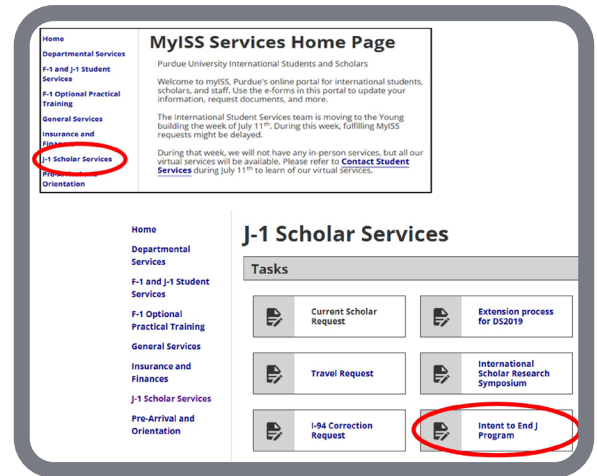 Home
Departmental Services
F-1 and J-1 Student
Services
F-1 Optional Practical
Training
General Services
Insurance and
Finances
J-1 Scholar Services
Pre-Arrival and
Orientation
MyISS Services Home Page
Purdue University International Students and Scholars
Welcome to myISS, Purdue's online portal for international students,
scholars, and staff. Use the e-forms in this portal to update your
information, request documents, and more.
The International Student Services team is moving to the Young
building the week of July 11th. During this week, fulfilling MyISS
requests might be delayed.
During that week, we will not have any in-person services, but all our
virtual services will be available. Please refer to Contact Student
Services during July 11th to learn of our virtual services.
Home
Departmental
Services
F-1 and J-1 Student
Services
F-1 Optional
Practical Training
General Services
Insurance and
Finances
J-1 Scholar Services
Pre-Arrival and
Orientation
J-1 Scholar Services
Tasks
Current Scholar
Request
Extension process
for DS2019
Travel Request
International
Scholar Research
Symposium
I-94 Correction
Request
Intent to End J
Program